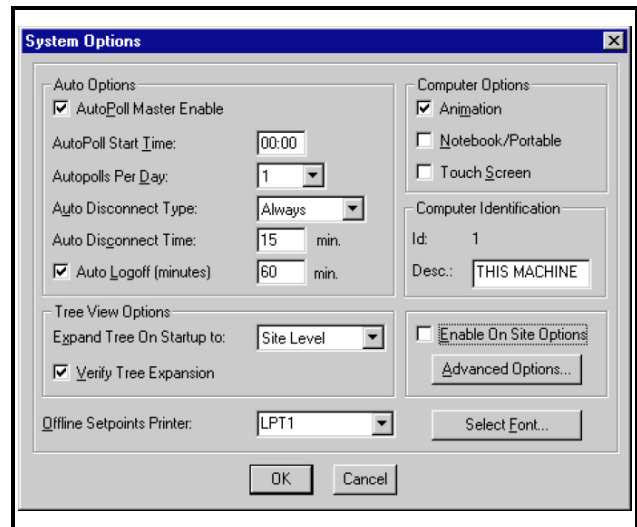 System Options
Auto Options
AutoPoll Master Enable
AutoPoll Start Time: 00:00
Autopolls Per Day: 1
Auto Disconnect Type: Always
Auto Disconnect Time: 15 min.
Auto Logoff (minutes) 60 min.
Computer Options
Animation
Notebook/Portable
Touch Screen
Computer Identification
Id: 1
Desc.: THIS MACHINE
Tree View Options
Expand Tree On Startup to: Site Level
Verify Tree Expansion
Enable On Site Options
Advanced Options...
Offline Setpoints Printer: LPT1
Select Font...
OK Cancel